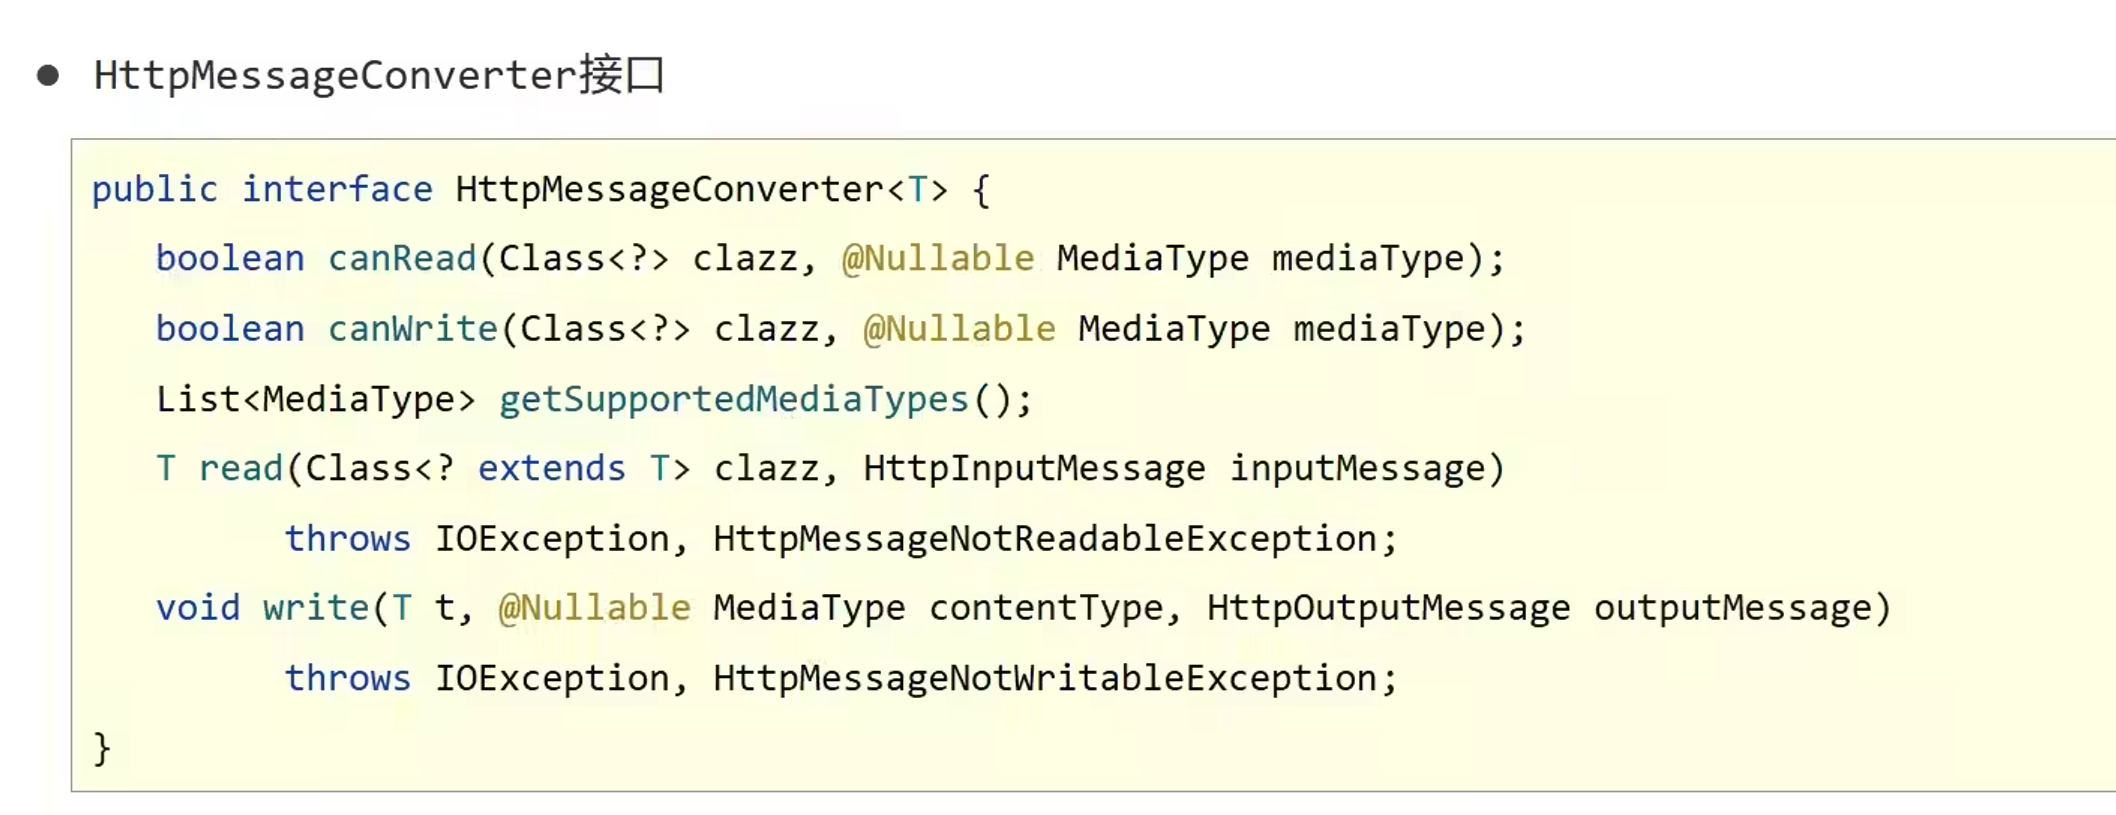 ● HttpMessageConverter接口
public interface HttpMessageConverter<T> {
boolean canRead(Class<?> clazz, @Nullable MediaType mediaType);
boolean canWrite(Class<?> clazz, @Nullable MediaType mediaType);
List<MediaType> getSupportedMediaTypes();
T read(Class<? extends T> clazz, HttpInputMessage inputMessage)
throws IOException, HttpMessageNotReadableException;
void write(T t, @Nullable MediaType contentType, HttpOutputMessage outputMessage)
throws IOException, HttpMessageNotWritableException;
}